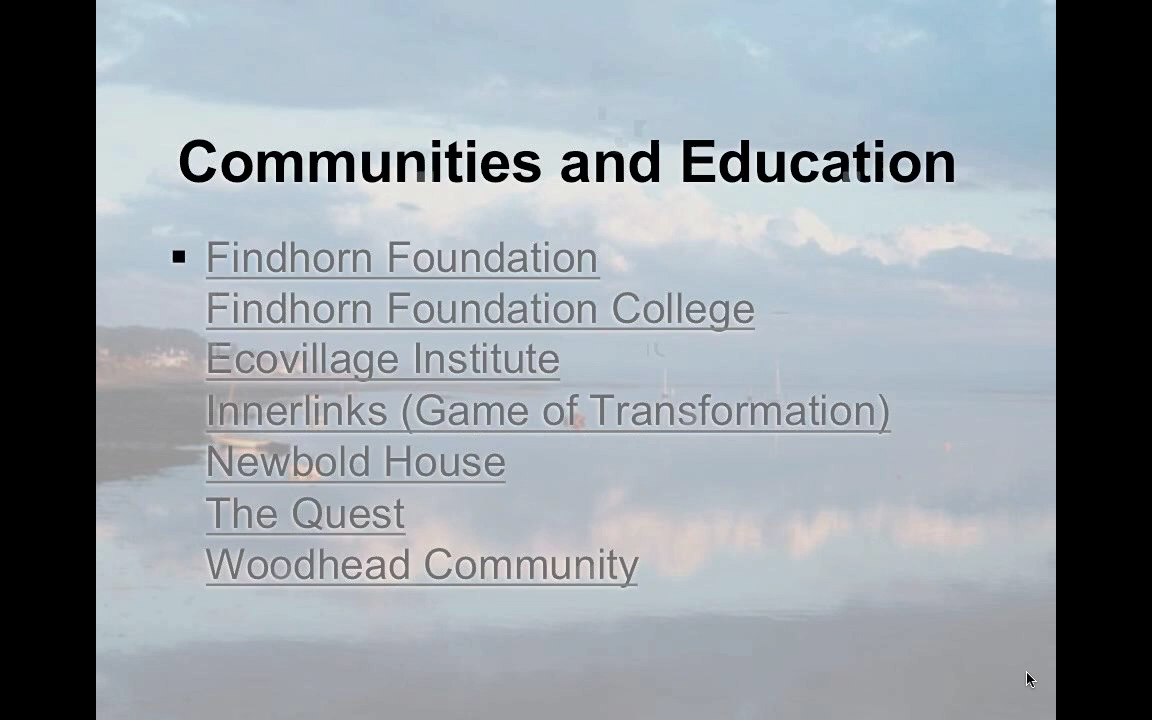 Communities and Education
▪ Findhorn Foundation
Findhorn Foundation College
Ecovillage Institute
Innerlinks (Game of Transformation)
Newbold House
The Quest
Woodhead Community